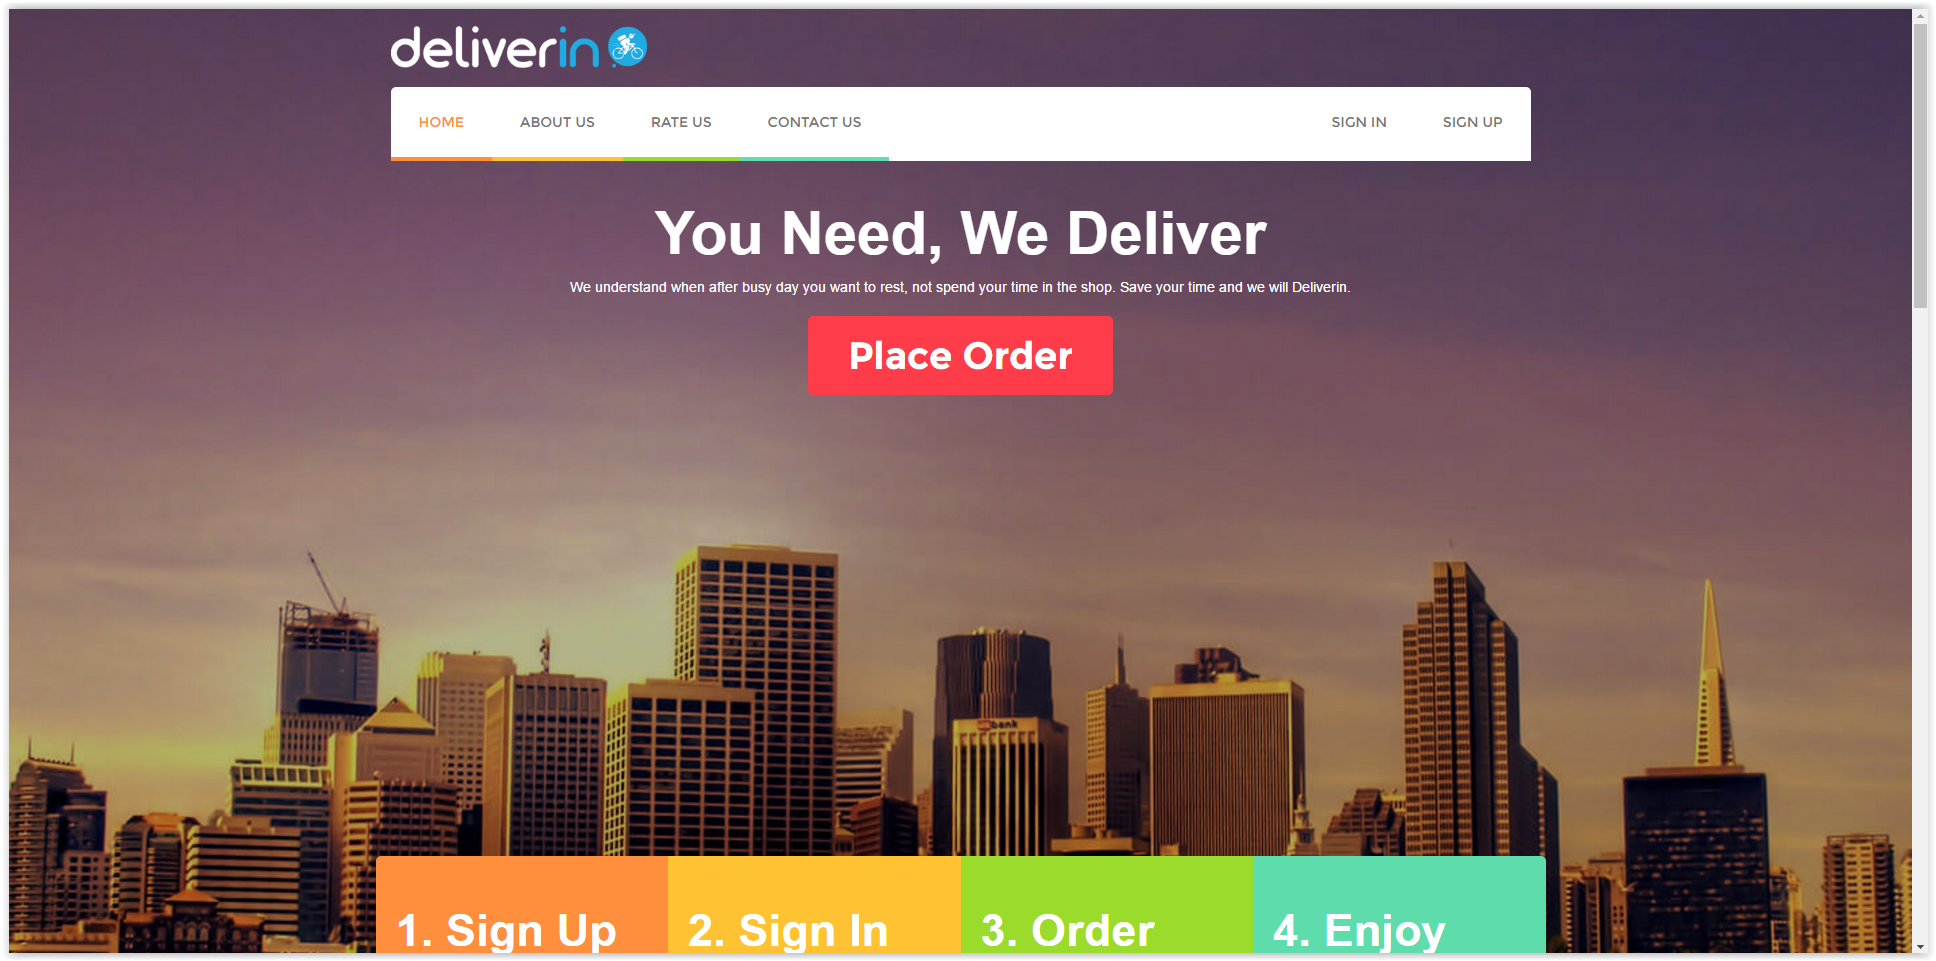 deliverin
HOME ABOUT US RATE US CONTACT US SIGN IN SIGN UP
You Need, We Deliver
We understand when after busy day you want to rest, not spend your time in the shop. Save your time and we will Deliverin.
Place Order
usbank
1. Sign Up 2. Sign In 3. Order 4. Enjoy